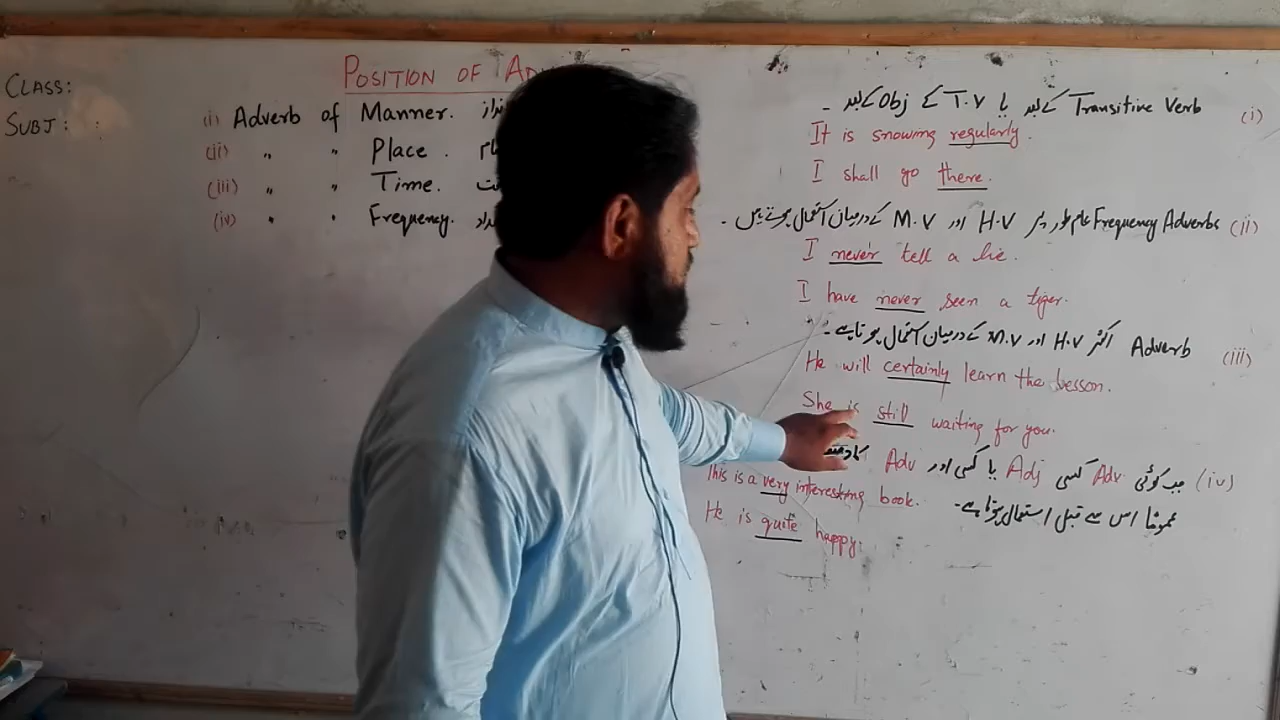 CLASS:
SUBJ:
POSITION OF AD
(i) Adverb of Manner.
(ii) " " Place.
(iii) " " Time.
(iv) " " Frequency.
(i) Transitive Verb کے بعد یا T.V کے Obj کے بعد ۔
It is snowing regularly.
I shall go there.
(ii) Frequency Adverbs عام طور پر H.V اور M.V کے درمیان استعمال ہوتے ہیں ۔
I never tell a lie.
I have never seen a tiger.
(iii) Adverb اکثر H.V اور M.V کے درمیان استعمال ہوتا ہے ۔
He will certainly learn the lesson.
She is still waiting for you.
(iv) جب کوئی Adv کسی Adj یا کسی اور Adv کا
This is a very interesting book.
عموماً اس سے قبل استعمال ہوتا ہے ۔
He is quite happy.